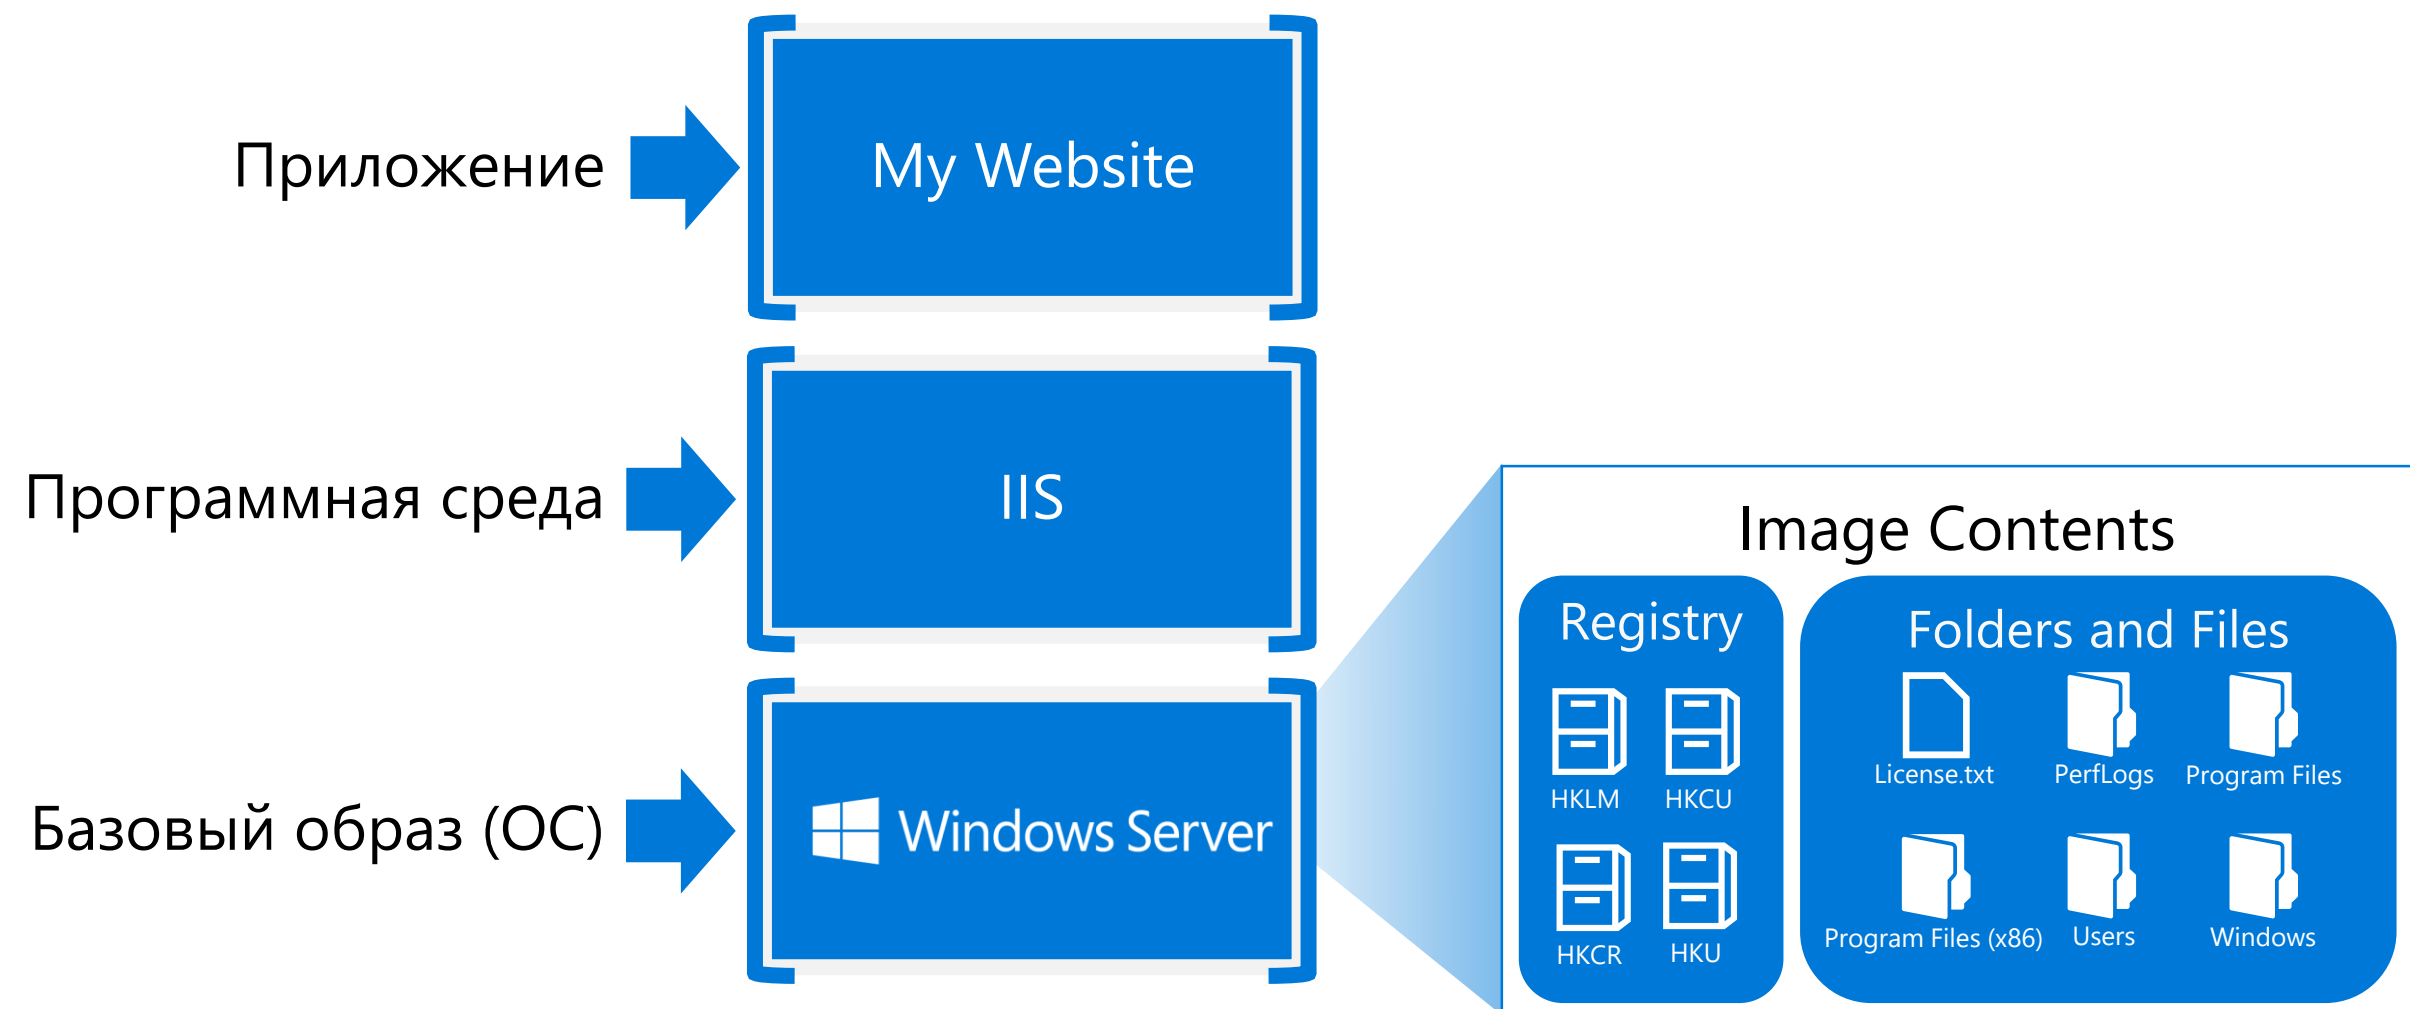 Приложение
My Website
Программная среда
IIS
Базовый образ (ОС)
Windows Server
Image Contents
Registry
HKLM
HKCU
HKCR
HKU
Folders and Files
License.txt
PerfLogs
Program Files
Program Files (x86)
Users
Windows